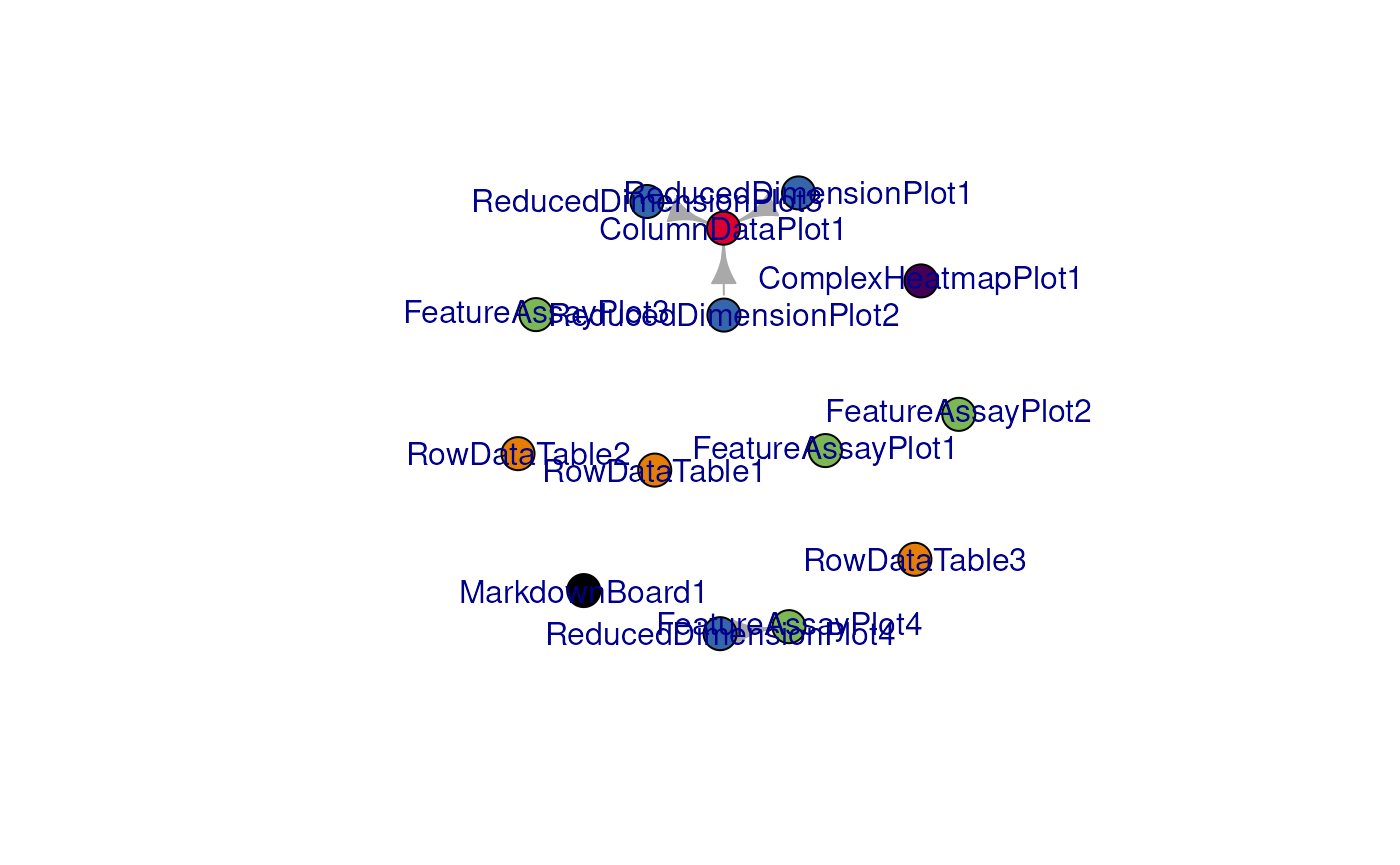 ReducedDimensionPlot1
ReducedDimensionPlot3
ColumnDataPlot1
ComplexHeatmapPlot1
FeatureAssayPlot3
ReducedDimensionPlot2
FeatureAssayPlot2
FeatureAssayPlot1
RowDataTable2
RowDataTable1
RowDataTable3
MarkdownBoard1
FeatureAssayPlot4
ReducedDimensionPlot4